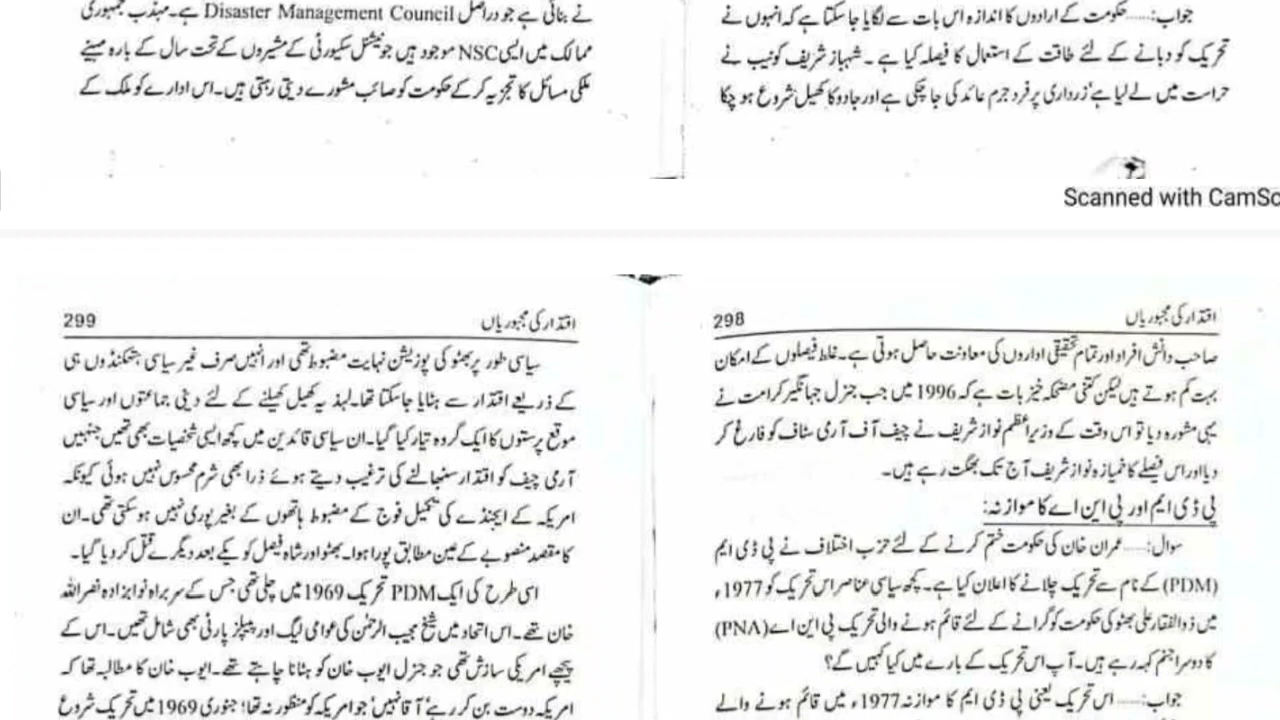 جواب:......حکومت کے ارادوں کا اندازہ اس بات سے لگایا جا سکتا ہے کہ انہوں نے
تحریک کو دبانے کے لئے طاقت کے استعمال کا فیصلہ کیا ہے ۔ شہباز شریف کو نیب نے
حراست میں لے لیا ہے‘ زرداری پر فرد جرم عائد کی جا چکی ہے اور جادو کا کھیل شروع ہو چکا
نے بنائی ہے جو دراصل Disaster Management Council ہے۔ مہذب جمہوری
ممالک میں ایسی NSC موجود ہیں جو نیشنل سکیورٹی کے مشیروں کے تحت سال کے بارہ مہینے
ملکی مسائل کا تجزیہ کر کے حکومت کو صائب مشورے دیتی رہتی ہیں۔ اس ادارے کو ملک کے
Scanned with CamSc
اقتدار کی مجبوریاں 298
صاحب دانش افراد اور تمام تحقیقی اداروں کی معاونت حاصل ہوتی ہے۔ غلط فیصلوں کے امکان
بہت کم ہوتے ہیں لیکن کتنی مضحکہ خیز بات ہے کہ 1996 میں جب جنرل جہانگیر کرامت نے
یہی مشورہ دیا تو اس وقت کے وزیراعظم نواز شریف نے چیف آف آرمی سٹاف کو فارغ کر
دیا اور اس فیصلے کا خمیازہ نواز شریف آج تک بھگت رہے ہیں۔
پی ڈی ایم اور پی این اے کا موازنہ:
سوال:......عمران خان کی حکومت ختم کرنے کے لئے حزب اختلاف نے پی ڈی ایم
(PDM) کے نام سے تحریک چلانے کا اعلان کیا ہے۔ کچھ سیاسی عناصر اس تحریک کو 1977ء
میں ذوالفقار علی بھٹو کی حکومت کو گرانے کے لئے قائم ہونے والی تحریک پی این اے (PNA)
کا دوسرا جنم کہہ رہے ہیں۔ آپ اس تحریک کے بارے میں کیا کہیں گے؟
جواب:...... اس تحریک یعنی پی ڈی ایم کا موازنہ 1977ء میں قائم ہونے والے
اقتدار کی مجبوریاں 299
سیاسی طور پر بھٹو کی پوزیشن نہایت مضبوط تھی اور انہیں صرف غیر سیاسی ہتھکنڈوں ہی
کے ذریعے اقتدار سے ہٹایا جا سکتا تھا۔ لہذ یہ کھیل کھیلنے کے لئے دینی جماعتوں اور سیاسی
موقع پرستوں کا ایک گروہ تیار کیا گیا۔ ان سیاسی قائدین میں کچھ ایسی شخصیات بھی تھیں جنہیں
آرمی چیف کو اقتدار سنبھالنے کی ترغیب دیتے ہوئے ذرا بھی شرم محسوس نہیں ہوئی کیونکہ
امریکہ کے ایجنڈے کی تکمیل فوج کے مضبوط ہاتھوں کے بغیر پوری نہیں ہو سکتی تھی۔ ان
کا مقصد منصوبے کے عین مطابق پورا ہوا۔ بھٹو اور شاہ فیصل کو یکے بعد دیگرے قتل کر دیا گیا۔
اسی طرح کی ایک PDM تحریک 1969 میں چلی تھی جس کے سربراہ نوابزادہ نصر اللہ
خان تھے۔ اس اتحاد میں شیخ مجیب الرحمٰن کی عوامی لیگ اور پیپلز پارٹی بھی شامل تھیں۔ اس کے
پیچھے امریکی سازش تھی جو جنرل ایوب خان کو ہٹانا چاہتے تھے۔ ایوب خان کا مطالبہ تھا کہ
امریکہ دوست بن کر رہے‘ آقا نہیں‘ جو امریکہ کو منظور نہ تھا؛ جنوری 1969 میں تحریک شروع